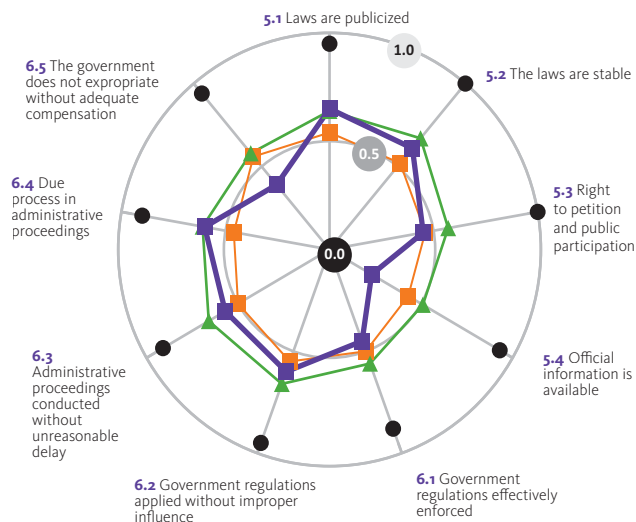 5.1 Laws are publicized
1.0
5.2 The laws are stable
5.3 Right
to petition
and public
participation
5.4 Official
information is
available
6.1 Government
regulations effectively
enforced
6.2 Government regulations
applied without improper
influence
6.3
Administrative
proceedings
conducted
without
unreasonable
delay
6.4 Due
process in
administrative
proceedings
6.5 The government
does not expropriate
without adequate
compensation
0.5
0.0